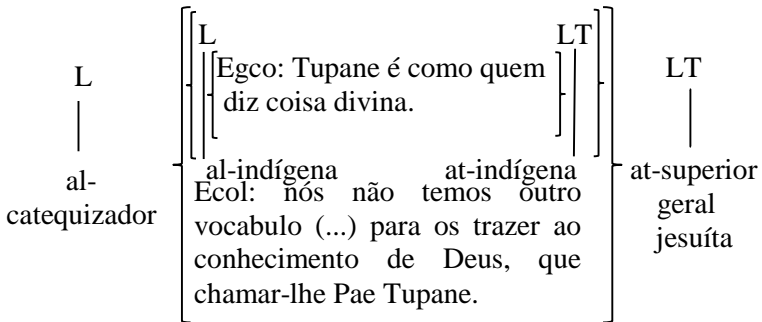 L LT
L LT
Egco: Tupane é como quem
diz coisa divina.
al-indígena at-indígena
al-
catequizador
at-superior
geral
jesuíta
Ecol: nós não temos outro
vocabulo (...) para os trazer ao
conhecimento de Deus, que
chamar-lhe Pae Tupane.